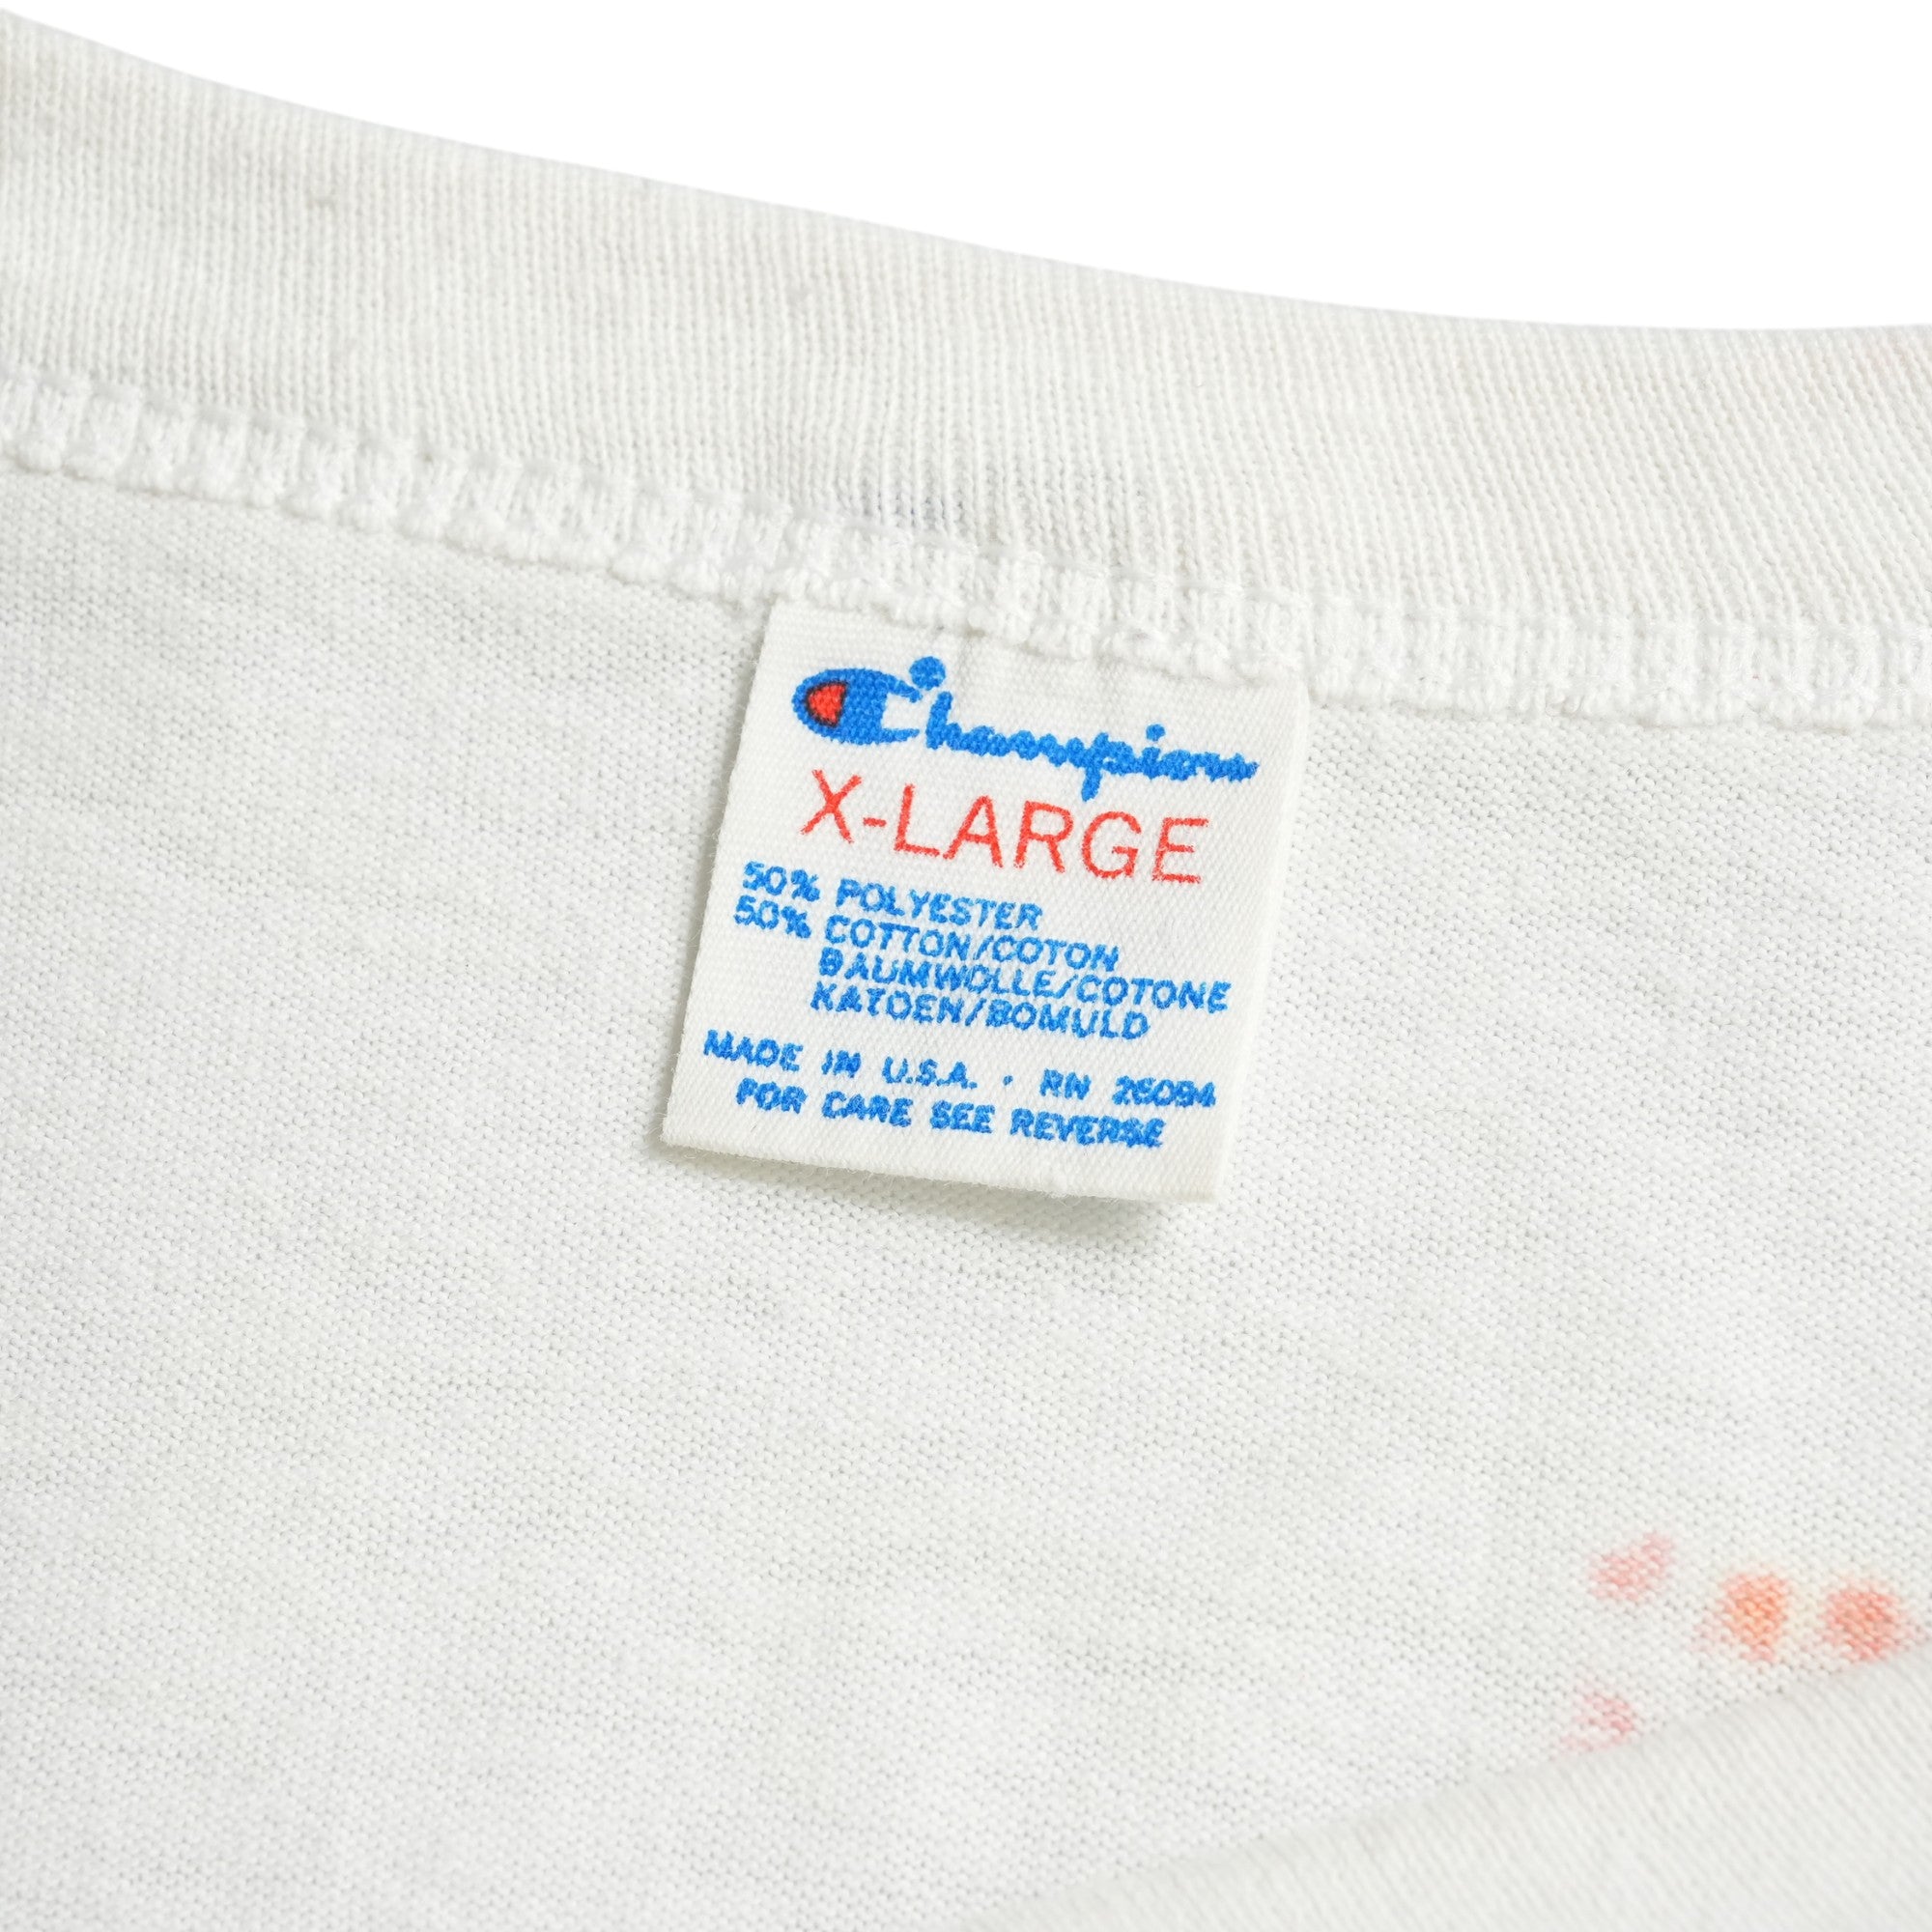 Champion
X-LARGE
50% POLYESTER
50% COTTON/COTON
BAUMWOLLE/COTONE
KATOEN/BOMULD
MADE IN U.S.A. · RN 26094
FOR CARE SEE REVERSE